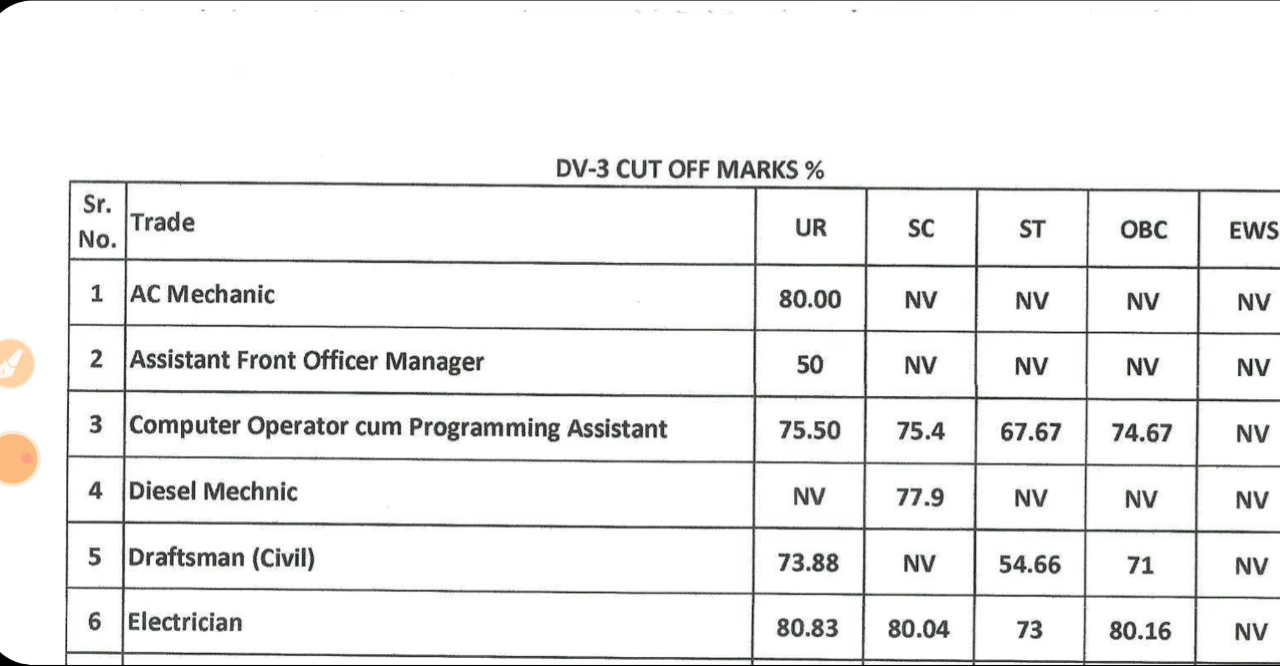 DV-3 CUT OFF MARKS %
Sr. No. Trade UR SC ST OBC EWS
1 AC Mechanic 80.00 NV NV NV NV
2 Assistant Front Officer Manager 50 NV NV NV NV
3 Computer Operator cum Programming Assistant 75.50 75.4 67.67 74.67 NV
4 Diesel Mechnic NV 77.9 NV NV NV
5 Draftsman (Civil) 73.88 NV 54.66 71 NV
6 Electrician 80.83 80.04 73 80.16 NV